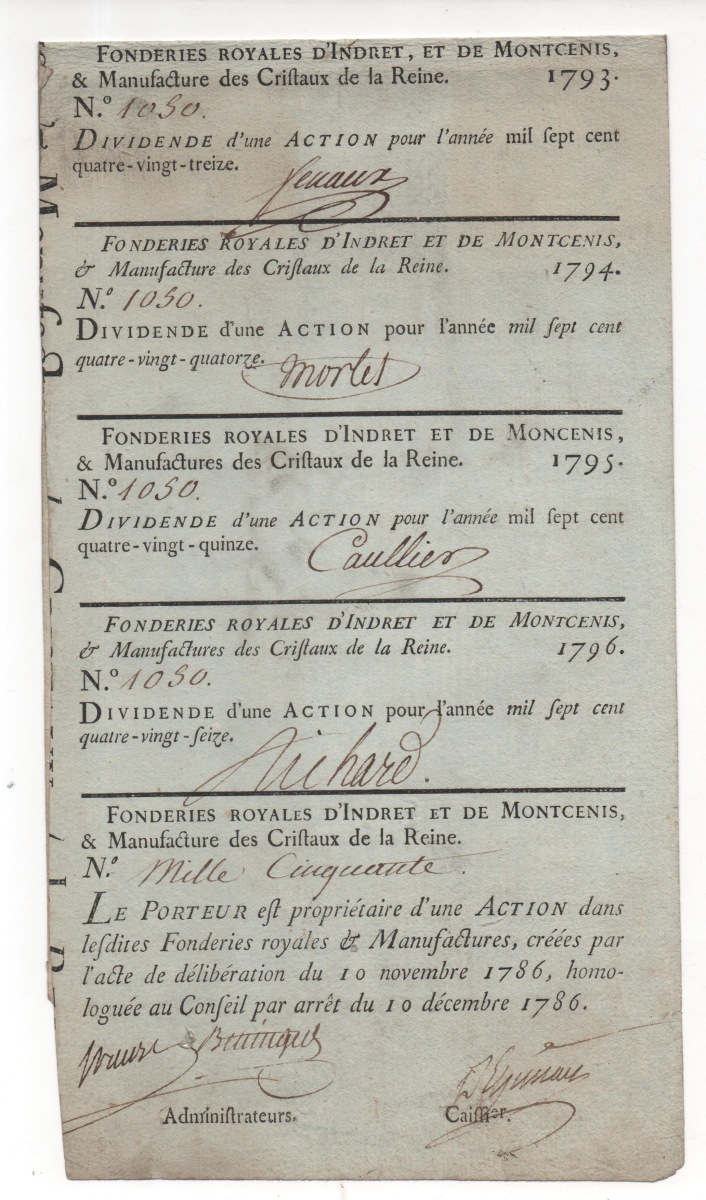 FONDERIES ROYALES D'INDRET, ET DE MONTCENIS,
& Manufacture des Criſtaux de la Reine. 1793.
N.º 1050.
DIVIDENDE d'une ACTION pour l'année mil ſept cent
quatre-vingt-treize.
FONDERIES ROYALES D'INDRET ET DE MONTCENIS,
& Manufacture des Criſtaux de la Reine. 1794.
N.º 1050.
DIVIDENDE d'une ACTION pour l'année mil ſept cent
quatre-vingt-quatorze.
Morlet
FONDERIES ROYALES D'INDRET ET DE MONCENIS,
& Manufactures des Criſtaux de la Reine. 1795.
N.º 1050.
DIVIDENDE d'une ACTION pour l'année mil ſept cent
quatre-vingt-quinze.
Caullier
FONDERIES ROYALES D'INDRET ET DE MONTCENIS,
& Manufactures des Criſtaux de la Reine. 1796.
N.º 1050.
DIVIDENDE d'une ACTION pour l'année mil ſept cent
quatre-vingt-ſeize.
Richard.
FONDERIES ROYALES D'INDRET ET DE MONTCENIS,
& Manufacture des Criſtaux de la Reine.
N.º Mille Cinquante.
LE PORTEUR eſt propriétaire d'une ACTION dans
leſdites Fonderies royales & Manufactures, créées par
l'acte de délibération du 10 novembre 1786, homo-
loguée au Conſeil par arrêt du 10 décembre 1786.
Adminiſtrateurs. Caiſſier.